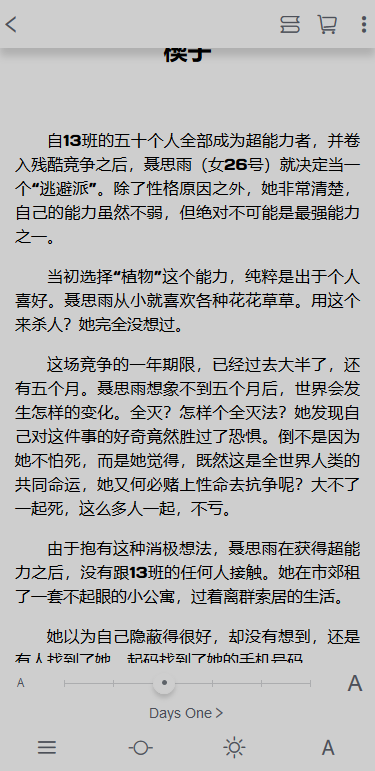 楔子
自13班的五十个人全部成为超能力者，并卷
入残酷竞争之后，聂思雨（女26号）就决定当一
个“逃避派”。除了性格原因之外，她非常清楚，
自己的能力虽然不弱，但绝对不可能是最强能力
之一。
当初选择“植物”这个能力，纯粹是出于个人
喜好。聂思雨从小就喜欢各种花花草草。用这个
来杀人？她完全没想过。
这场竞争的一年期限，已经过去大半了，还
有五个月。聂思雨想象不到五个月后，世界会发
生怎样的变化。全灭？怎样个全灭法？她发现自
己对这件事的好奇竟然胜过了恐惧。倒不是因为
她不怕死，而是她觉得，既然这是全世界人类的
共同命运，她又何必赌上性命去抗争呢？大不了
一起死，这么多人一起，不亏。
由于抱有这种消极想法，聂思雨在获得超能
力之后，没有跟13班的任何人接触。她在市郊租
了一套不起眼的小公寓，过着离群索居的生活。
她以为自己隐蔽得很好，却没有想到，还是
有人找到了她，起码找到了她的手机号码
A A
Days One >
A